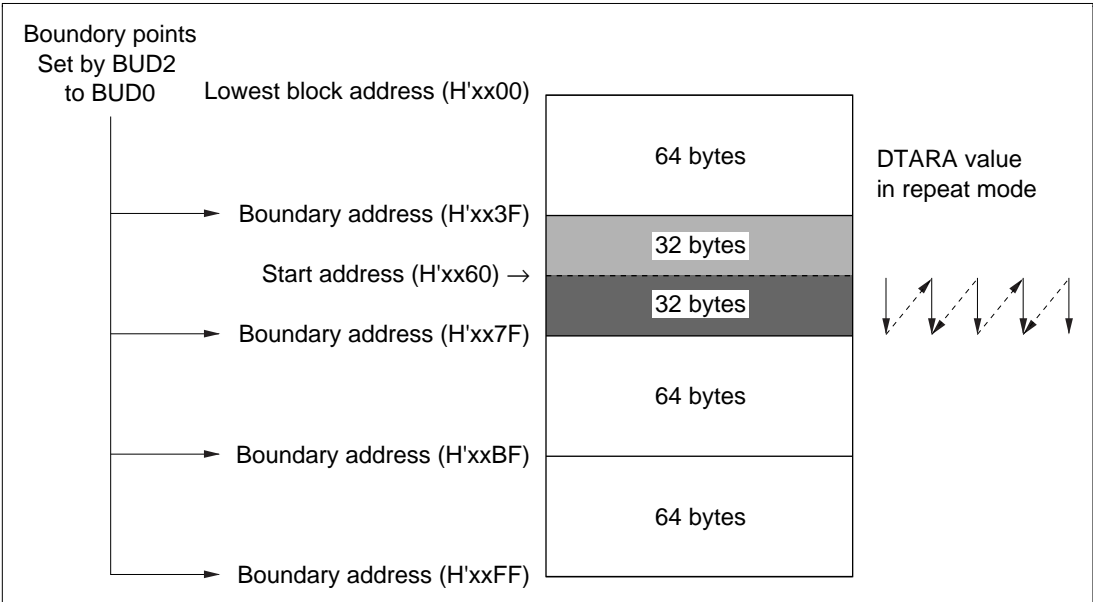 Boundory points
Set by BUD2
to BUD0
Lowest block address (H'xx00)
64 bytes
DTARA value
in repeat mode
Boundary address (H'xx3F)
32 bytes
Start address (H'xx60) →
32 bytes
Boundary address (H'xx7F)
64 bytes
Boundary address (H'xxBF)
64 bytes
Boundary address (H'xxFF)